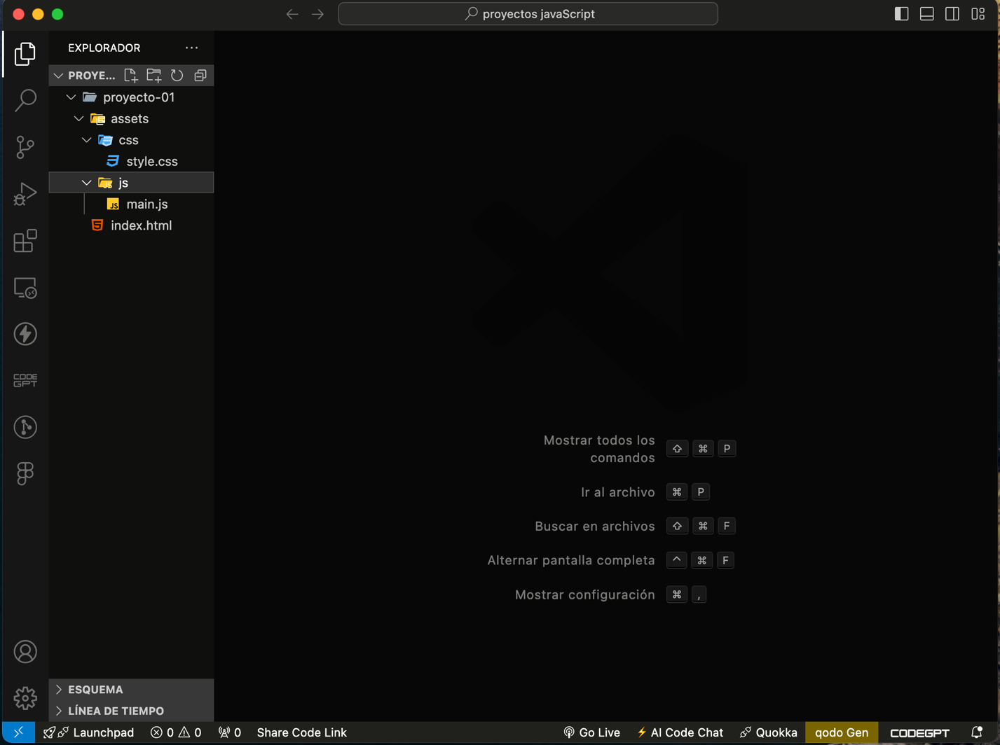 proyectos javaScript
EXPLORADOR
PROYE...
proyecto-01
assets
css
style.css
js
JS main.js
index.html
CODE
GPT
Mostrar todos los
comandos
⇧ ⌘ P
Ir al archivo ⌘ P
Buscar en archivos ⇧ ⌘ F
Alternar pantalla completa ^ ⌘ F
Mostrar configuración ⌘ ,
ESQUEMA
LÍNEA DE TIEMPO
Launchpad 0 0 0 Share Code Link Go Live AI Code Chat Quokka qodo Gen CODEGPT